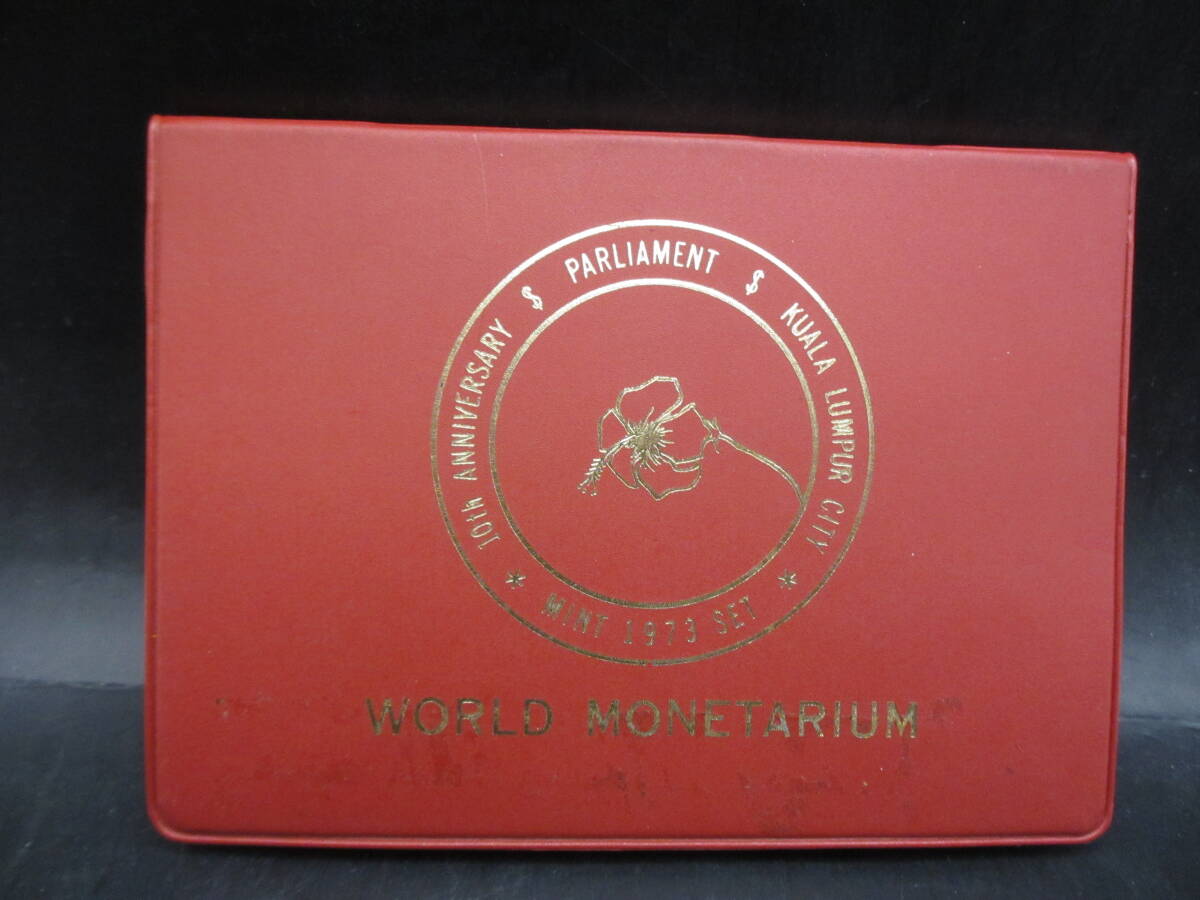 10th ANNIVERSARY $ PARLIAMENT $ KUALA LUMPUR CITY
* MINT 1973 SET *
WORLD MONETARIUM